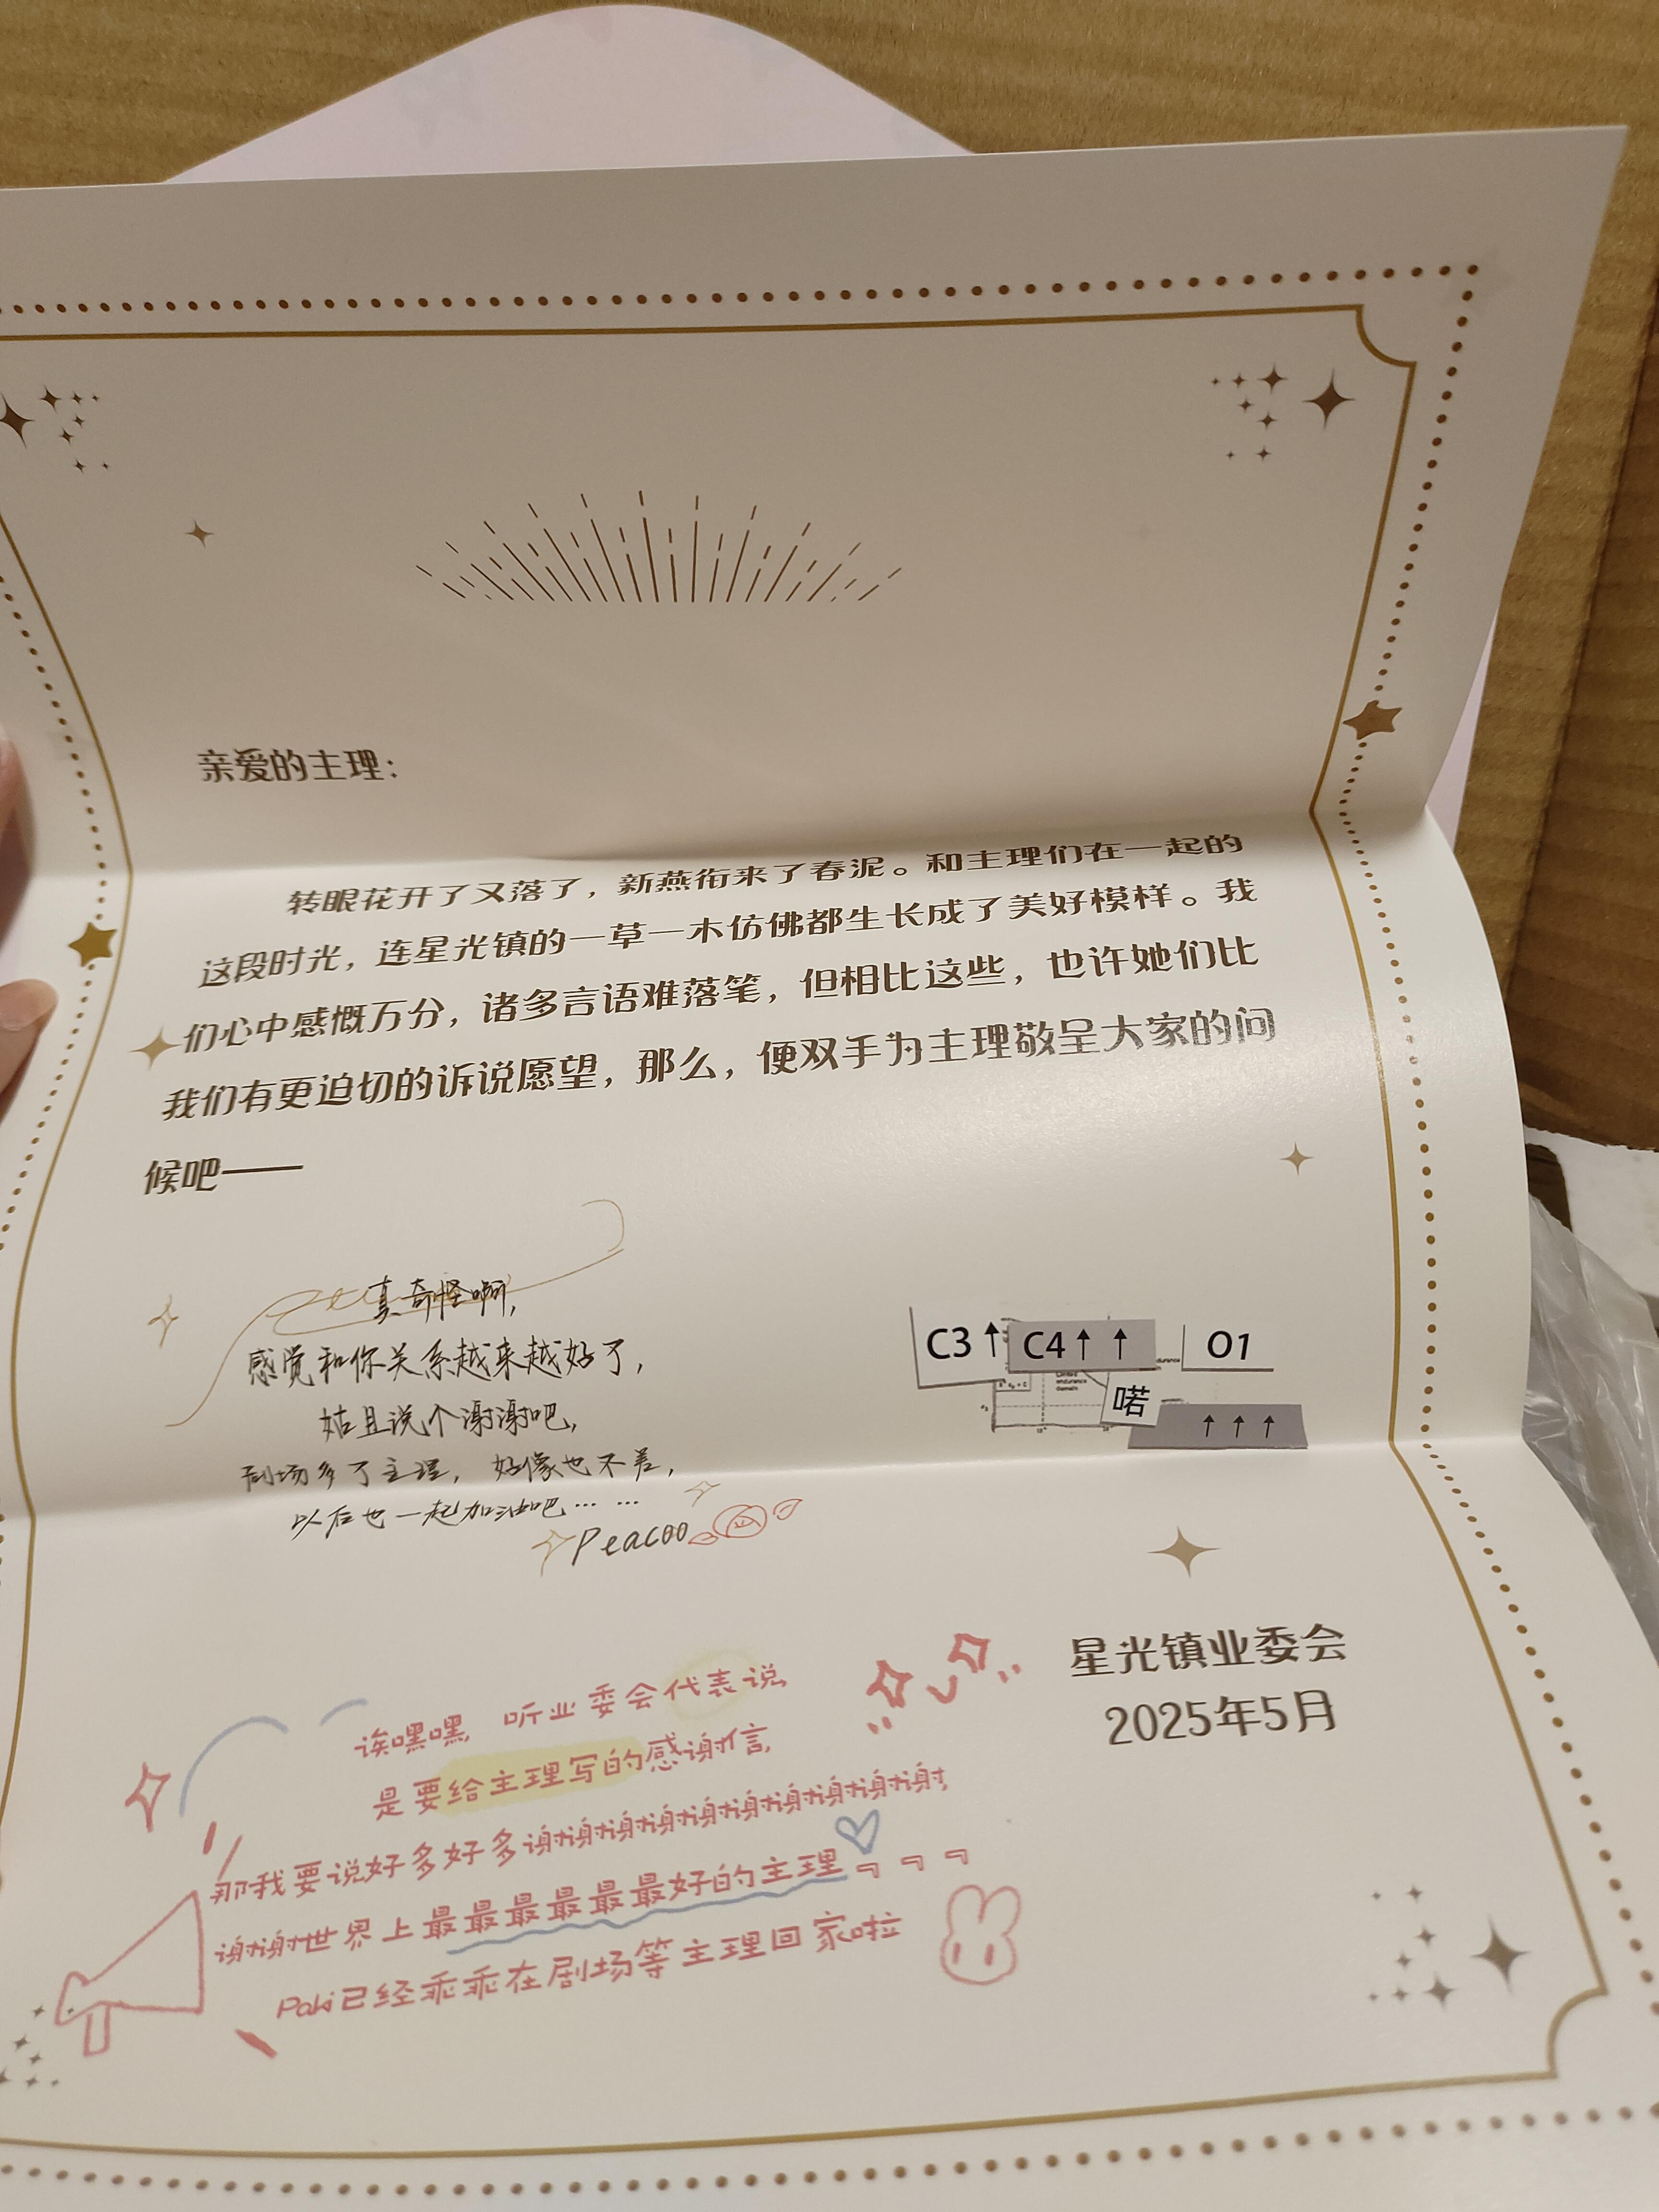 亲爱的主理：
转眼花开了又落了，新燕衔来了春泥。和主理们在一起的
这段时光，连星光镇的一草一木仿佛都生长成了美好模样。我
们心中感慨万分，诸多言语难落笔，但相比这些，也许她们比
我们有更迫切的诉说愿望，那么，便双手为主理敬呈大家的问
候吧——
真奇怪啊，
感觉和你关系越来越好了，
姑且说个谢谢吧，
剧场多了主理，好像也不差，
以后也一起加油吧……
Peacoo
C3↑ C4↑↑ O1
喏 ↑↑↑
星光镇业委会
2025年5月
诶嘿嘿，听业委会代表说
是要给主理写的感谢信，
那我要说好多好多谢谢谢谢谢谢谢谢谢谢，
谢谢世界上最最最最最最好的主理
Paki已经乖乖在剧场等主理回家啦